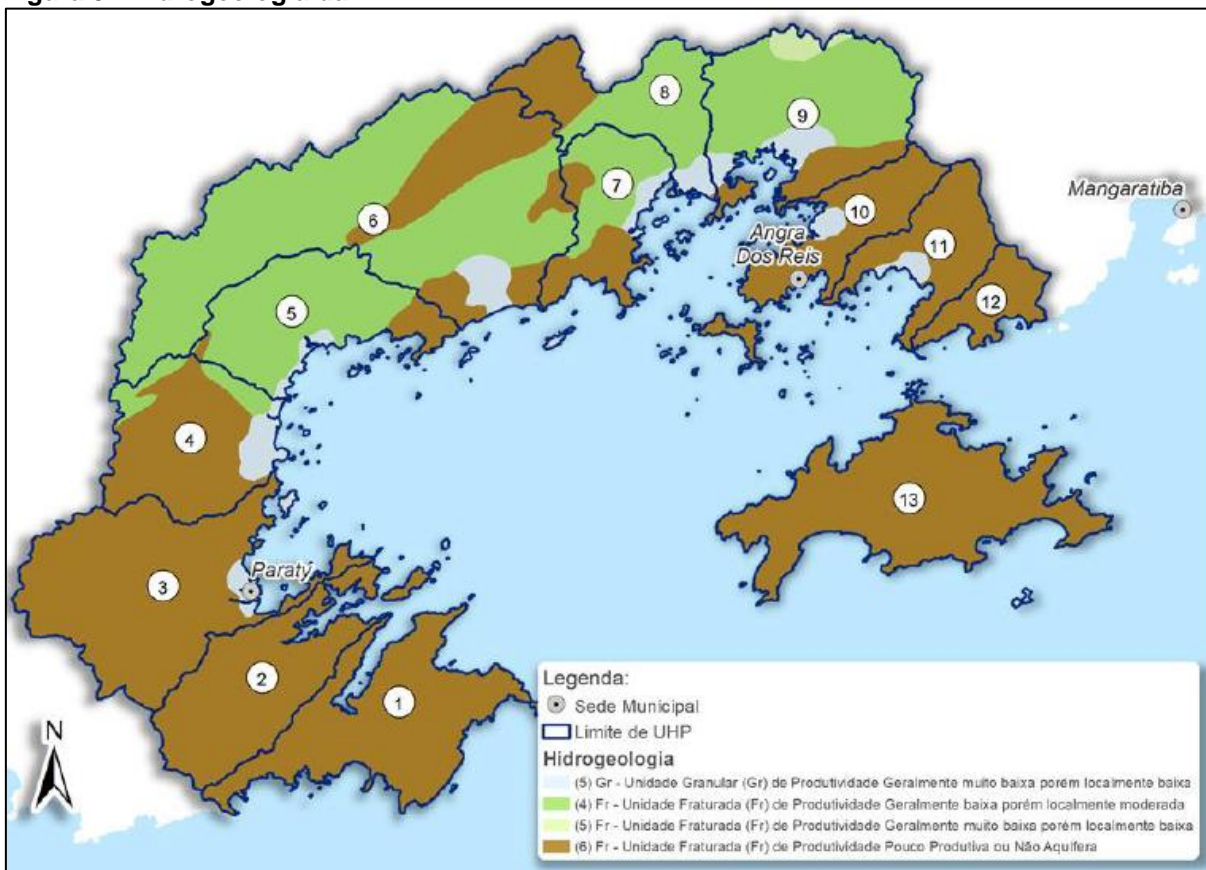 8
9
Mangaratiba
7
10
6
Angra
Dos Reis
11
12
5
4
13
3
Paraty
2
1
N
Legenda:
Sede Municipal
Limite de UHP
Hidrogeologia
(5) Gr - Unidade Granular (Gr) de Produtividade Geralmente muito baixa porém localmente baixa
(4) Fr - Unidade Fraturada (Fr) de Produtividade Geralmente baixa porém localmente moderada
(5) Fr - Unidade Fraturada (Fr) de Produtividade Geralmente muito baixa porém localmente baixa
(6) Fr - Unidade Fraturada (Fr) de Produtividade Pouco Produtiva ou Não Aquífera